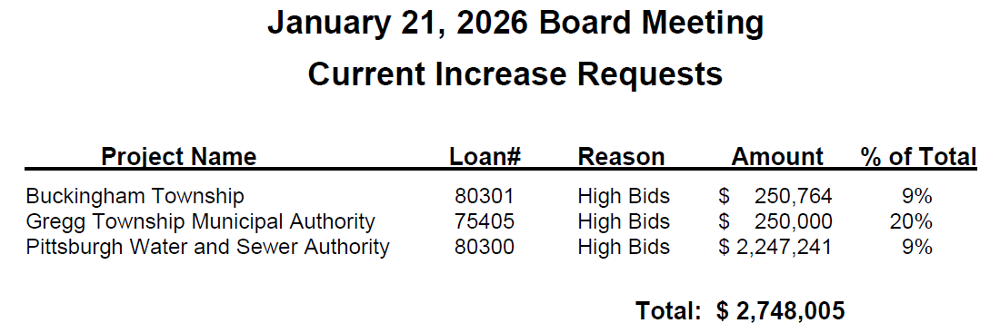 January 21, 2026 Board Meeting
Current Increase Requests
Project Name Loan# Reason Amount % of Total
Buckingham Township 80301 High Bids $ 250,764 9%
Gregg Township Municipal Authority 75405 High Bids $ 250,000 20%
Pittsburgh Water and Sewer Authority 80300 High Bids $ 2,247,241 9%
Total: $ 2,748,005